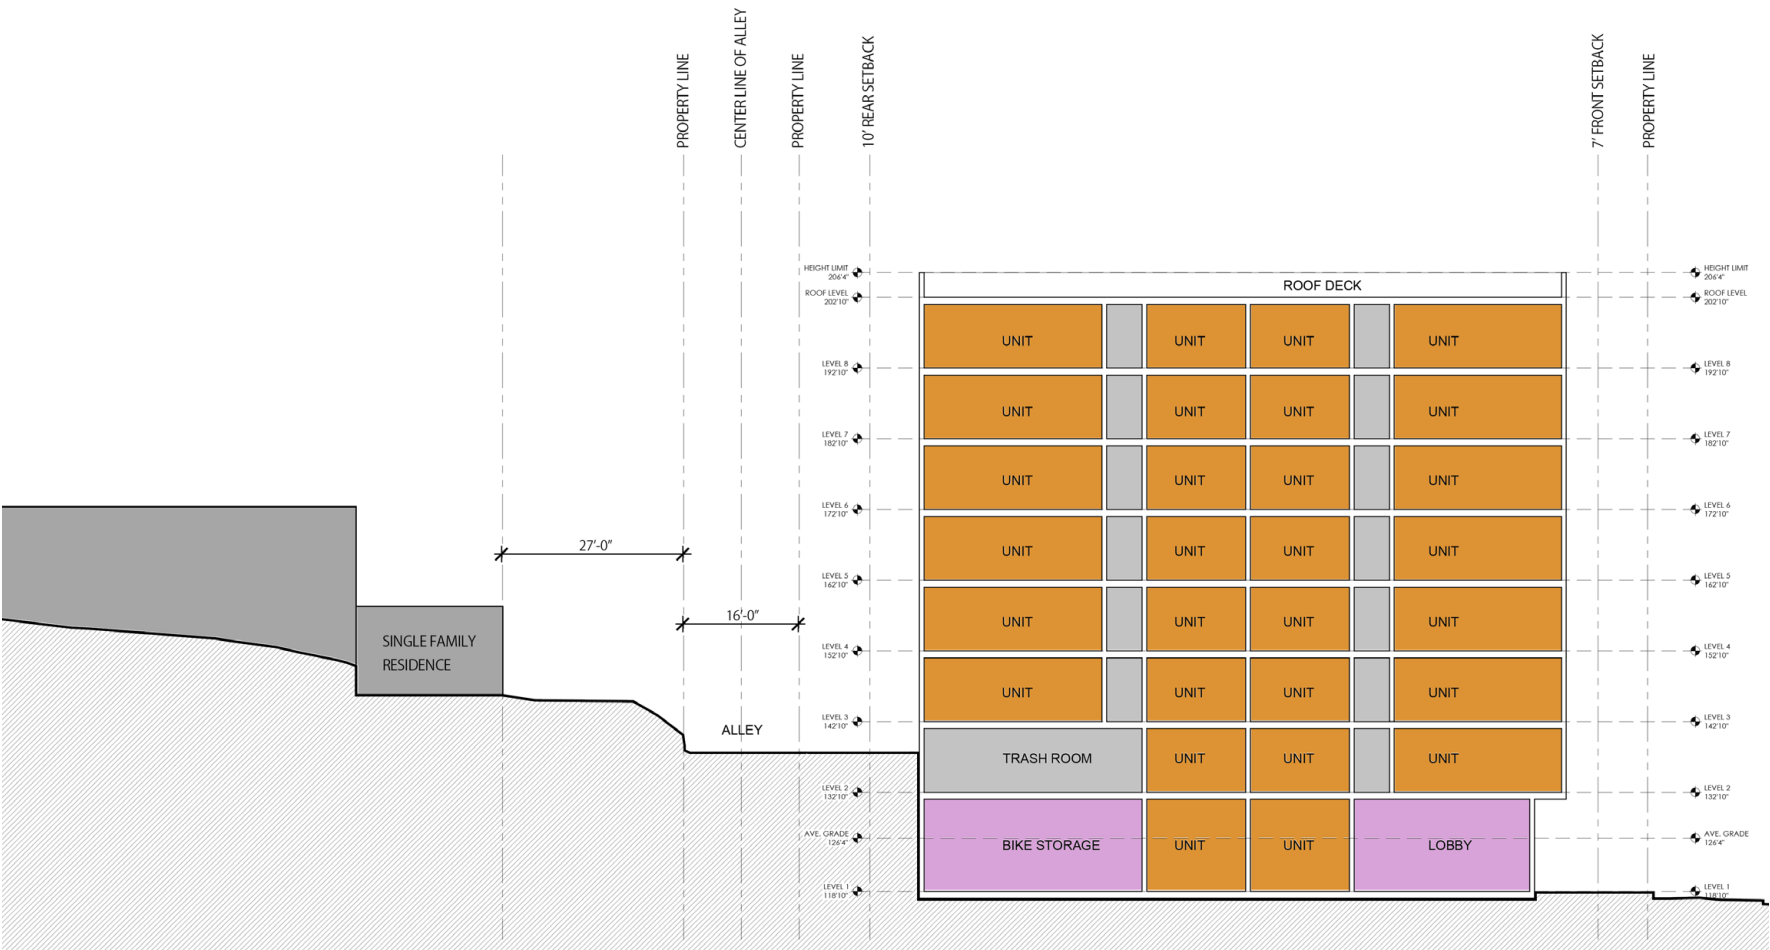 PROPERTY LINE
CENTER LINE OF ALLEY
PROPERTY LINE
10' REAR SETBACK
7' FRONT SETBACK
PROPERTY LINE
HEIGHT LIMIT
206'4"
HEIGHT LIMIT
206'4"
ROOF DECK
ROOF LEVEL
202'10"
ROOF LEVEL
202'10"
UNIT UNIT UNIT UNIT
LEVEL 8
192'10"
LEVEL 8
192'10"
UNIT UNIT UNIT UNIT
LEVEL 7
182'10"
LEVEL 7
182'10"
UNIT UNIT UNIT UNIT
LEVEL 6
172'10"
LEVEL 6
172'10"
27'-0"
UNIT UNIT UNIT UNIT
LEVEL 5
162'10"
LEVEL 5
162'10"
16'-0"
UNIT UNIT UNIT UNIT
SINGLE FAMILY
RESIDENCE
LEVEL 4
152'10"
LEVEL 4
152'10"
UNIT UNIT UNIT UNIT
LEVEL 3
142'10"
LEVEL 3
142'10"
ALLEY
TRASH ROOM UNIT UNIT UNIT
LEVEL 2
132'10"
LEVEL 2
132'10"
AVE. GRADE
126'4"
AVE. GRADE
126'4"
BIKE STORAGE UNIT UNIT LOBBY
LEVEL 1
118'10"
LEVEL 1
118'10"